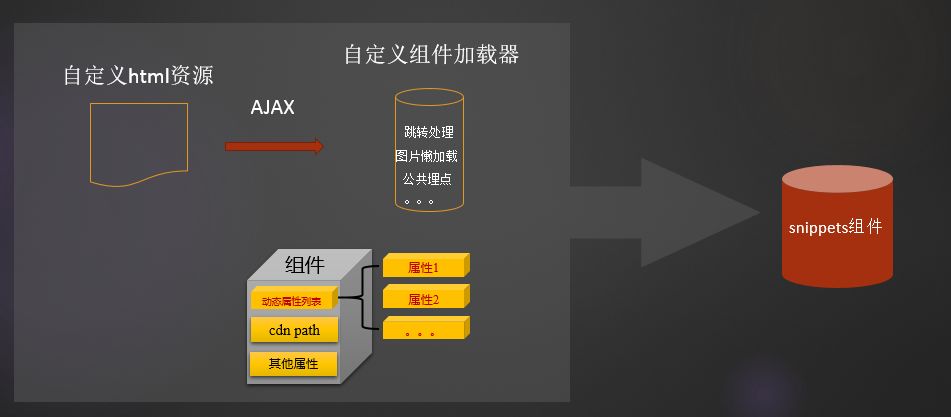 自定义html资源
AJAX
自定义组件加载器
跳转处理
图片懒加载
公共埋点
。。。
snippets组件
组件
动态属性列表
cdn path
其他属性
属性1
属性2
。。。